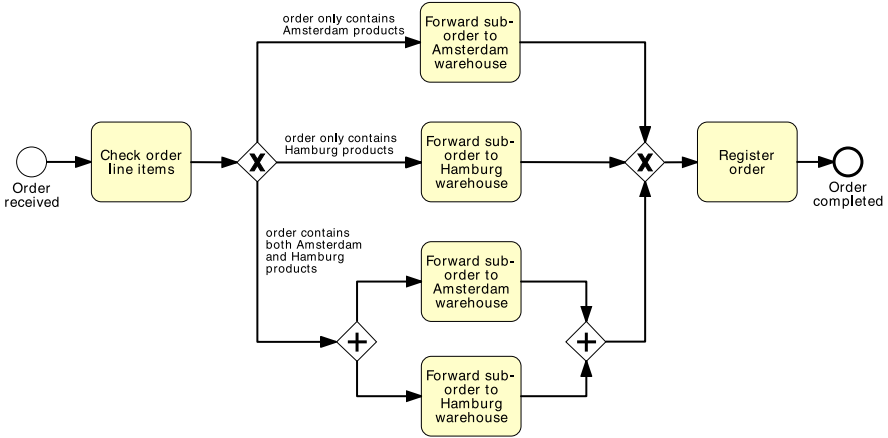 order only contains
Amsterdam products
Forward sub-
order to
Amsterdam
warehouse
Order
received
Check order
line items
X
order only contains
Hamburg products
Forward sub-
order to
Hamburg
warehouse
X
Register
order
Order
completed
order contains
both Amsterdam
and Hamburg
products
Forward sub-
order to
Amsterdam
warehouse
+
+
Forward sub-
order to
Hamburg
warehouse